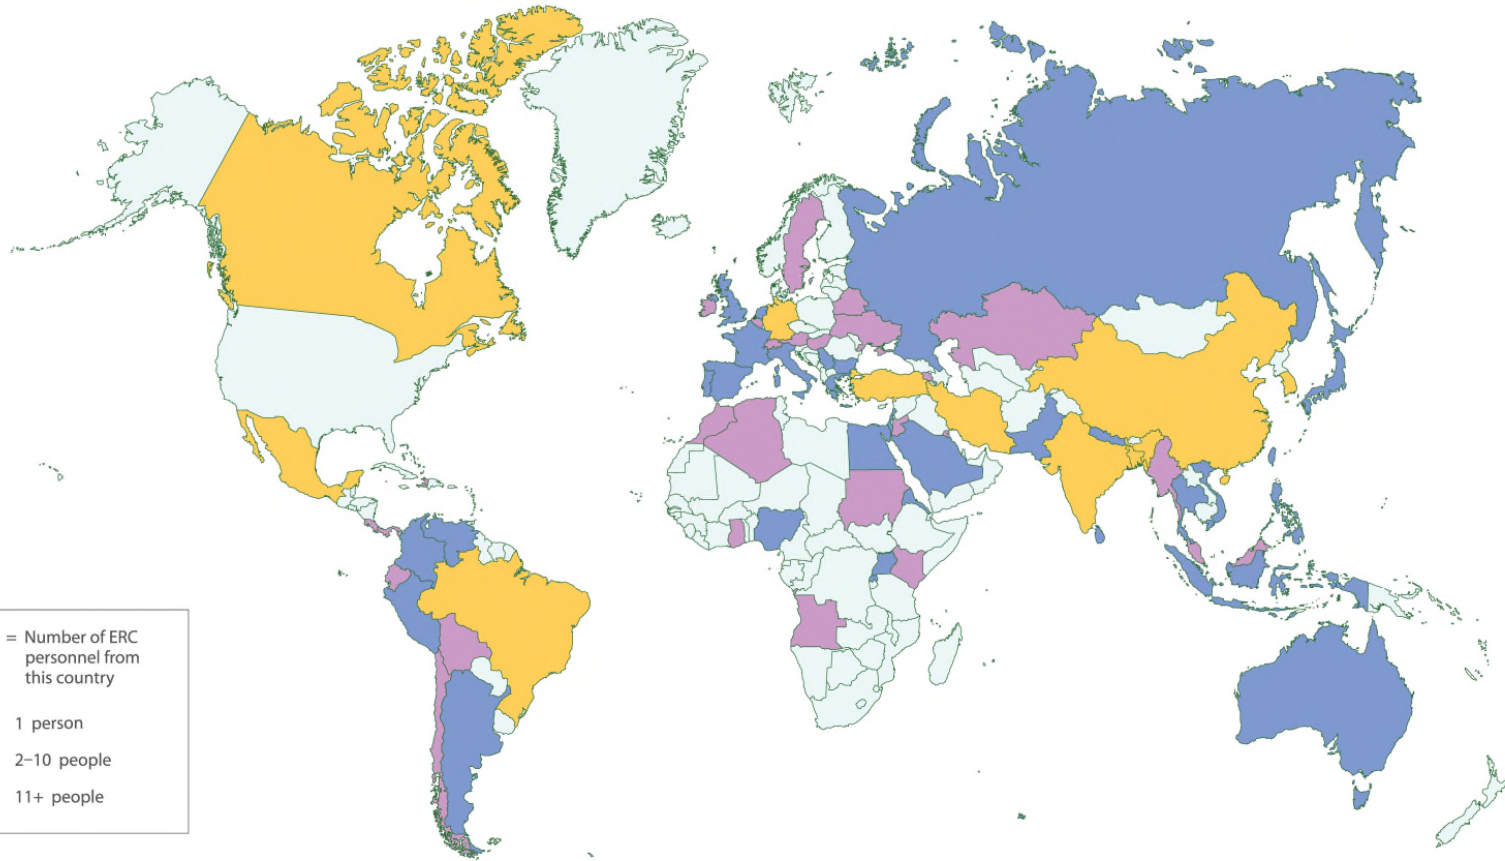 = Number of ERC
personnel from
this country
1 person
2–10 people
11+ people